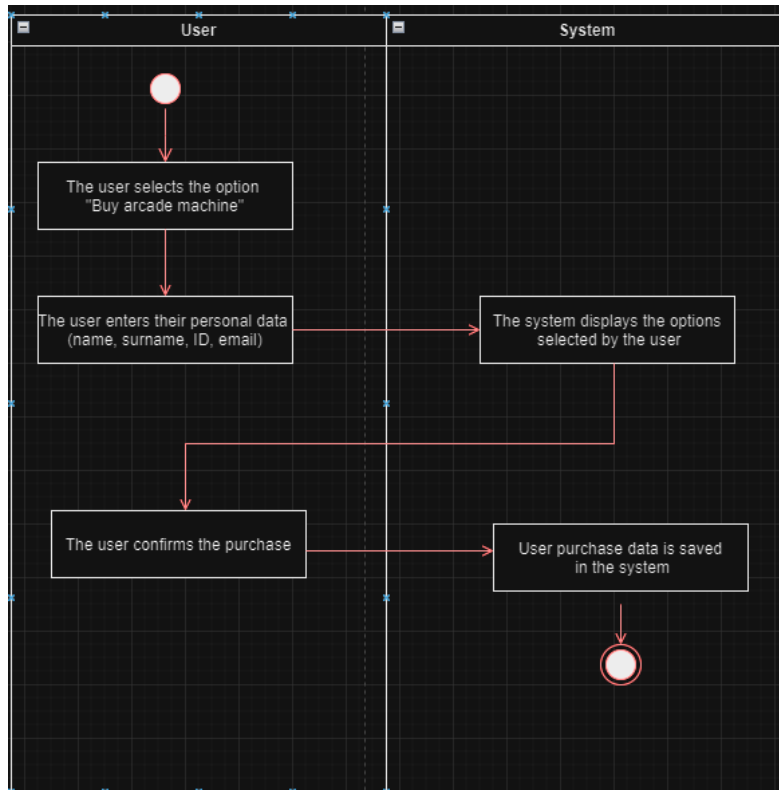 User
System
The user selects the option
"Buy arcade machine"
The user enters their personal data
(name, surname, ID, email)
The system displays the options
selected by the user
The user confirms the purchase
User purchase data is saved
in the system